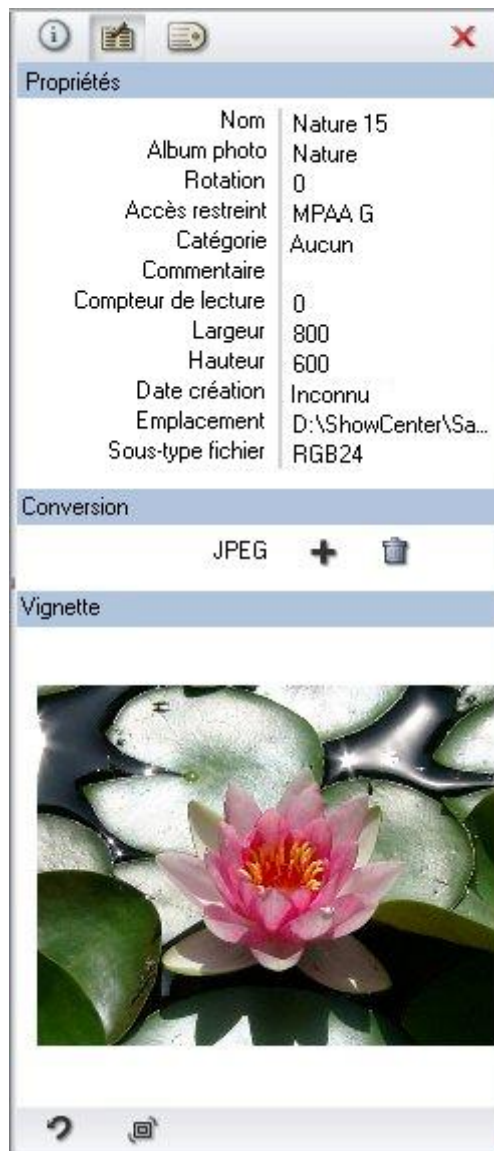 Propriétés
Nom Nature 15
Album photo Nature
Rotation 0
Accès restreint MPAA G
Catégorie Aucun
Commentaire
Compteur de lecture 0
Largeur 800
Hauteur 600
Date création Inconnu
Emplacement D:\ShowCenter\Sa...
Sous-type fichier RGB24
Conversion
JPEG
Vignette